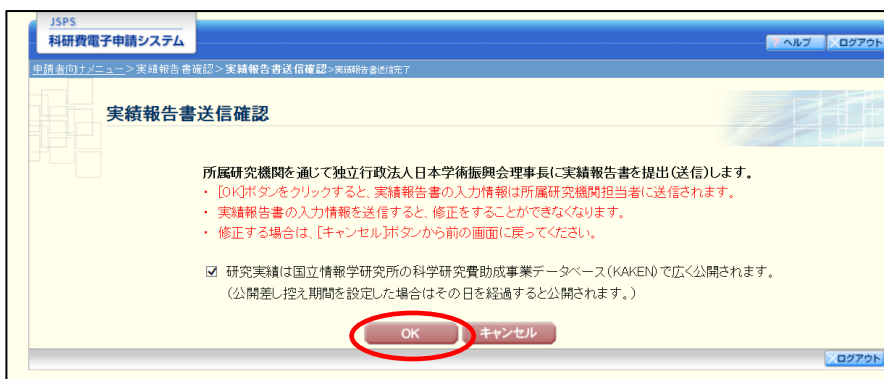 JSPS
科研費電子申請システム
? ヘルプ
×ログアウト
申請者向けメニュー>実績報告書確認>実績報告書送信確認>実績報告書送信完了
実績報告書送信確認
所属研究機関を通じて独立行政法人日本学術振興会理事長に実績報告書を提出(送信)します。
・ [OK]ボタンをクリックすると、実績報告書の入力情報は所属研究機関担当者に送信されます。
・ 実績報告書の入力情報を送信すると、修正をすることができなくなります。
・ 修正する場合は、[キャンセル]ボタンから前の画面に戻ってください。
研究実績は国立情報学研究所の科学研究費助成事業データベース(KAKEN)で広く公開されます。
(公開差し控え期間を設定した場合はその日を経過すると公開されます。)
OK
キャンセル
×ログアウト